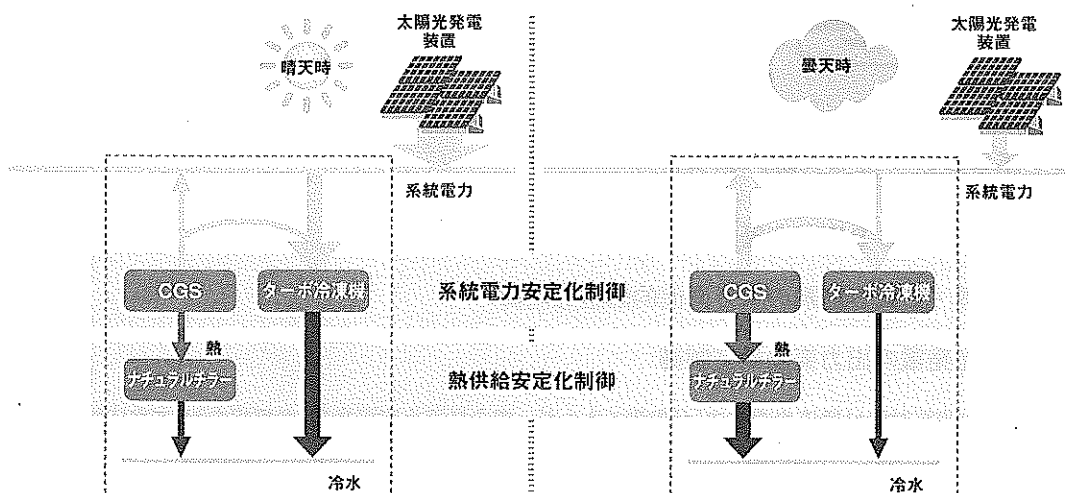 太陽光発電
装置
晴天時
系統電力
CGS
ターボ冷凍機
熱
ナチュラルチラー
冷水
系統電力安定化制御
熱供給安定化制御
太陽光発電
装置
曇天時
系統電力
CGS
ターボ冷凍機
熱
ナチュラルチラー
冷水